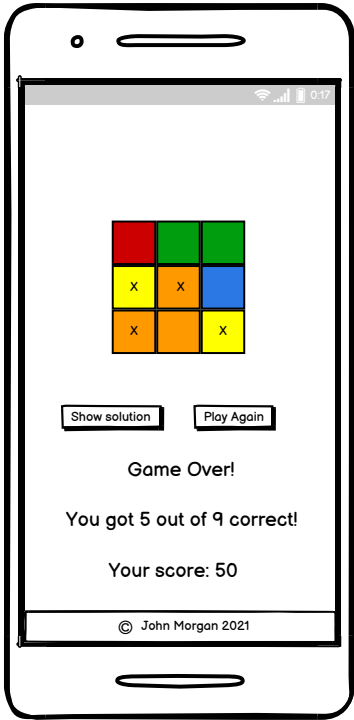 0:17
x x
x x
Show solution Play Again
Game Over!
You got 5 out of 9 correct!
Your score: 50
© John Morgan 2021